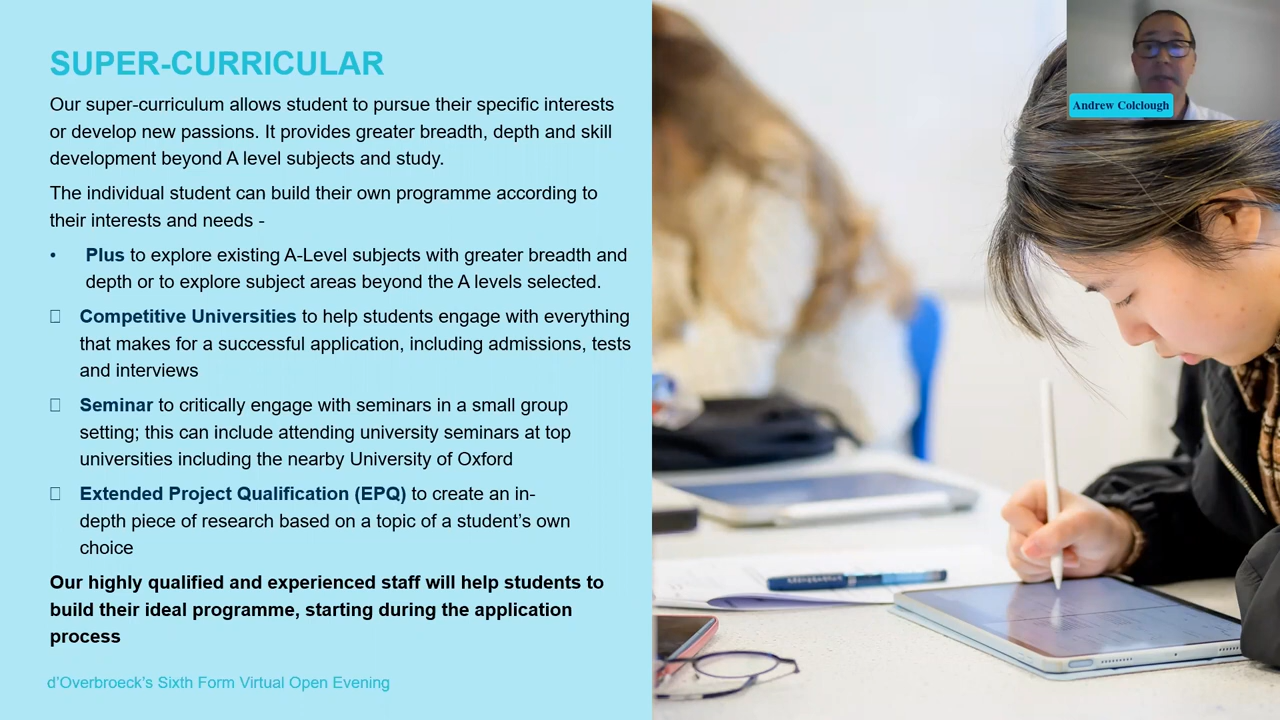 SUPER-CURRICULAR
Our super-curriculum allows student to pursue their specific interests
or develop new passions. It provides greater breadth, depth and skill
development beyond A level subjects and study.
The individual student can build their own programme according to
their interests and needs -
• Plus to explore existing A-Level subjects with greater breadth and
depth or to explore subject areas beyond the A levels selected.
Competitive Universities to help students engage with everything
that makes for a successful application, including admissions, tests
and interviews
Seminar to critically engage with seminars in a small group
setting; this can include attending university seminars at top
universities including the nearby University of Oxford
Extended Project Qualification (EPQ) to create an in-
depth piece of research based on a topic of a student’s own
choice
Our highly qualified and experienced staff will help students to
build their ideal programme, starting during the application
process
d’Overbroeck’s Sixth Form Virtual Open Evening
Andrew Colclough